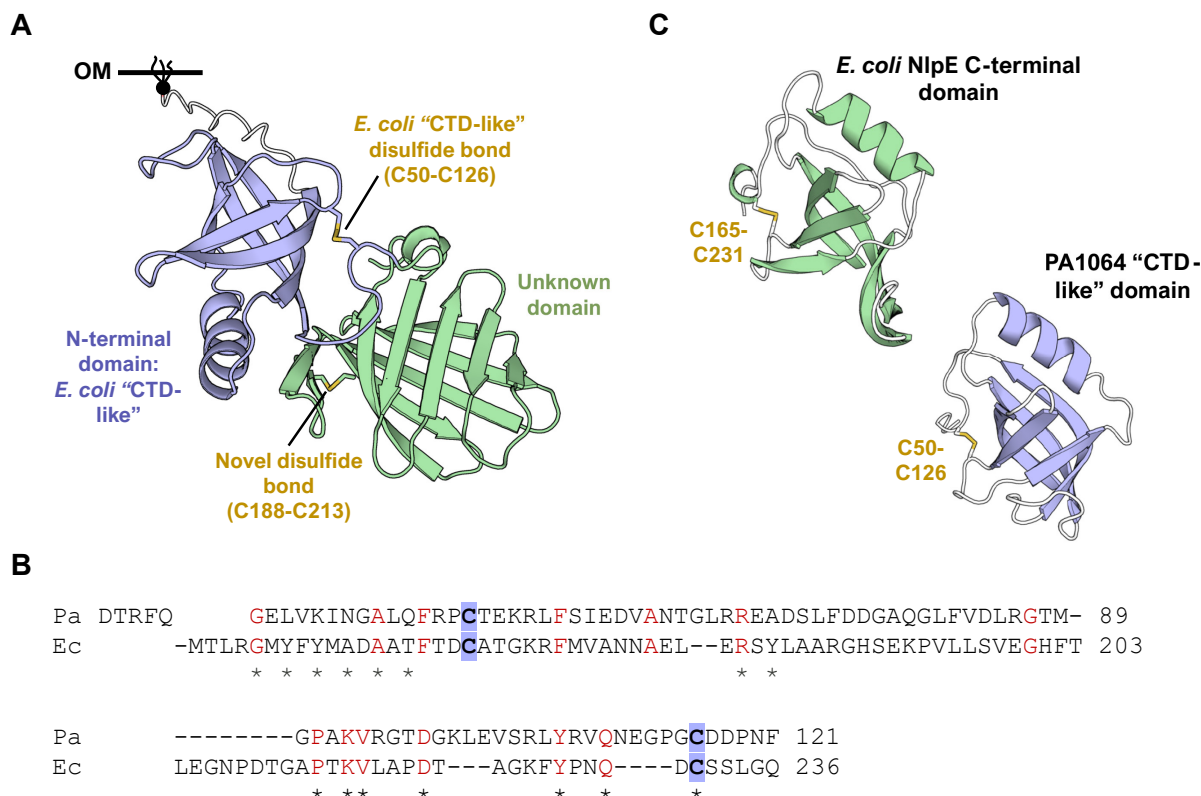 A
OM
E. coli “CTD-like”
disulfide bond
(C50-C126)
Unknown
domain
N-terminal
domain:
E. coli “CTD-
like”
Novel disulfide
bond
(C188-C213)
C
E. coli NlpE C-terminal
domain
C165-
C231
PA1064 “CTD-
like” domain
C50-
C126
B
Pa DTRFQ GELVKINGALQFRPCTEKRLFSIEDVANTGLRREADSLFDDGAQGLFVDLRGTM- 89
Ec -MTLRGMYFYMADAATFTDCATGKRFMVANNAEL--ERSYLAARGHSEKPVLLSVEGHFT 203
* * * * * * * *
Pa --------GPAKVRGTDGKLEVSRLYRVQNEGPGCDDPNF 121
Ec LEGNPDTGAPTKVLAPDT---AGKFYPNQ----DCSSLGQ 236
* ** * * * *